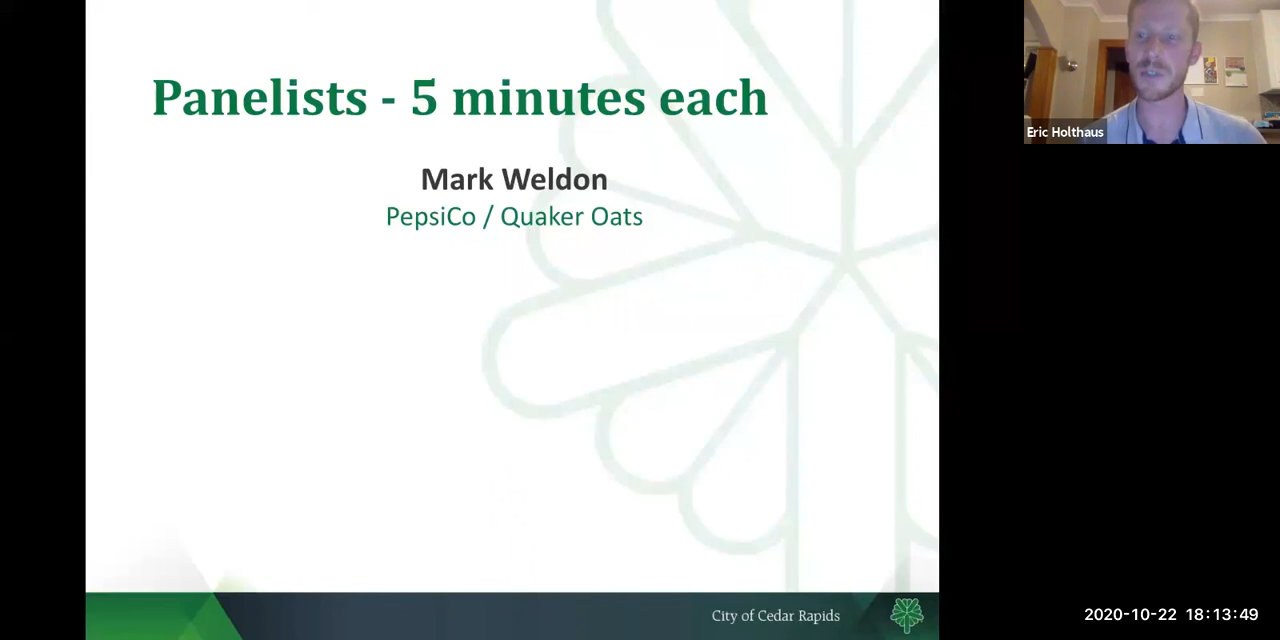 Panelists - 5 minutes each
Mark Weldon
PepsiCo / Quaker Oats
City of Cedar Rapids
Eric Holthaus
2020-10-22 18:13:49